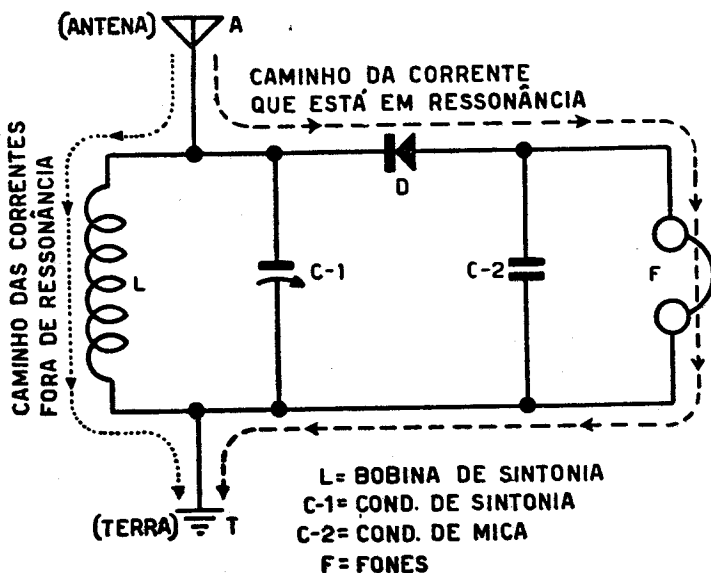 (ANTENA) A
CAMINHO DA CORRENTE
QUE ESTÁ EM RESSONÂNCIA
CAMINHO DAS CORRENTES
FORA DE RESSONÂNCIA
L
C-1
D
C-2
F
(TERRA) T
L= BOBINA DE SINTONIA
C-1= COND. DE SINTONIA
C-2= COND. DE MICA
F= FONES